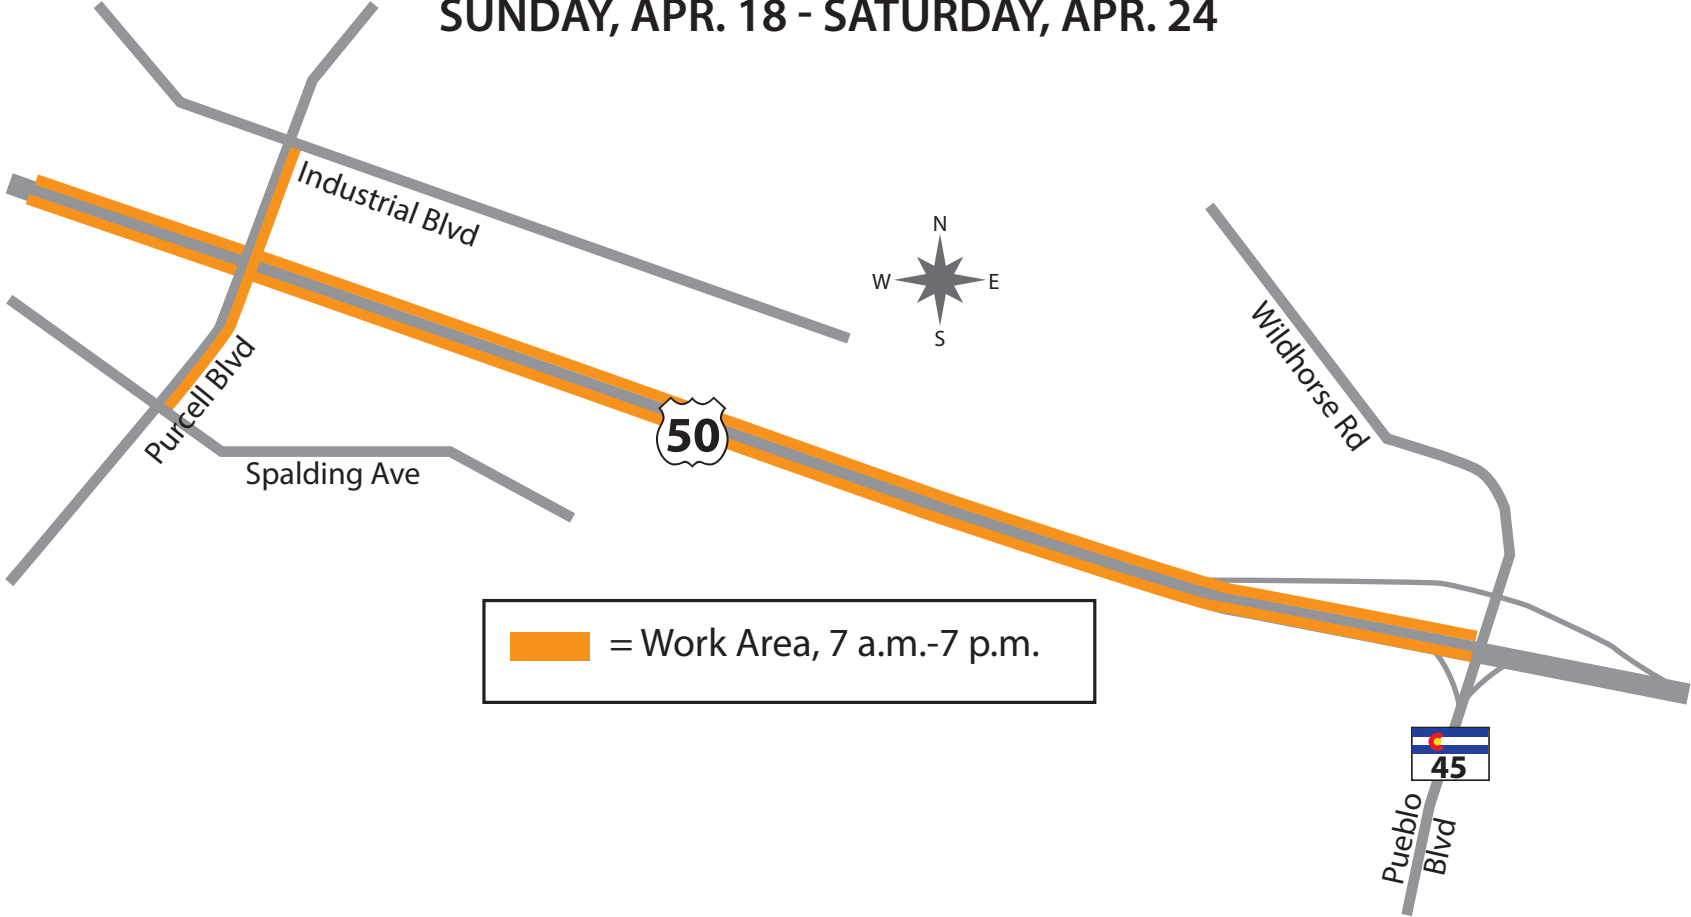 SUNDAY, APR. 18 - SATURDAY, APR. 24
Industrial Blvd
N
W
E
S
Wildhorse Rd
Purcell Blvd
50
Spalding Ave
= Work Area, 7 a.m.-7 p.m.
45
Pueblo
Blvd